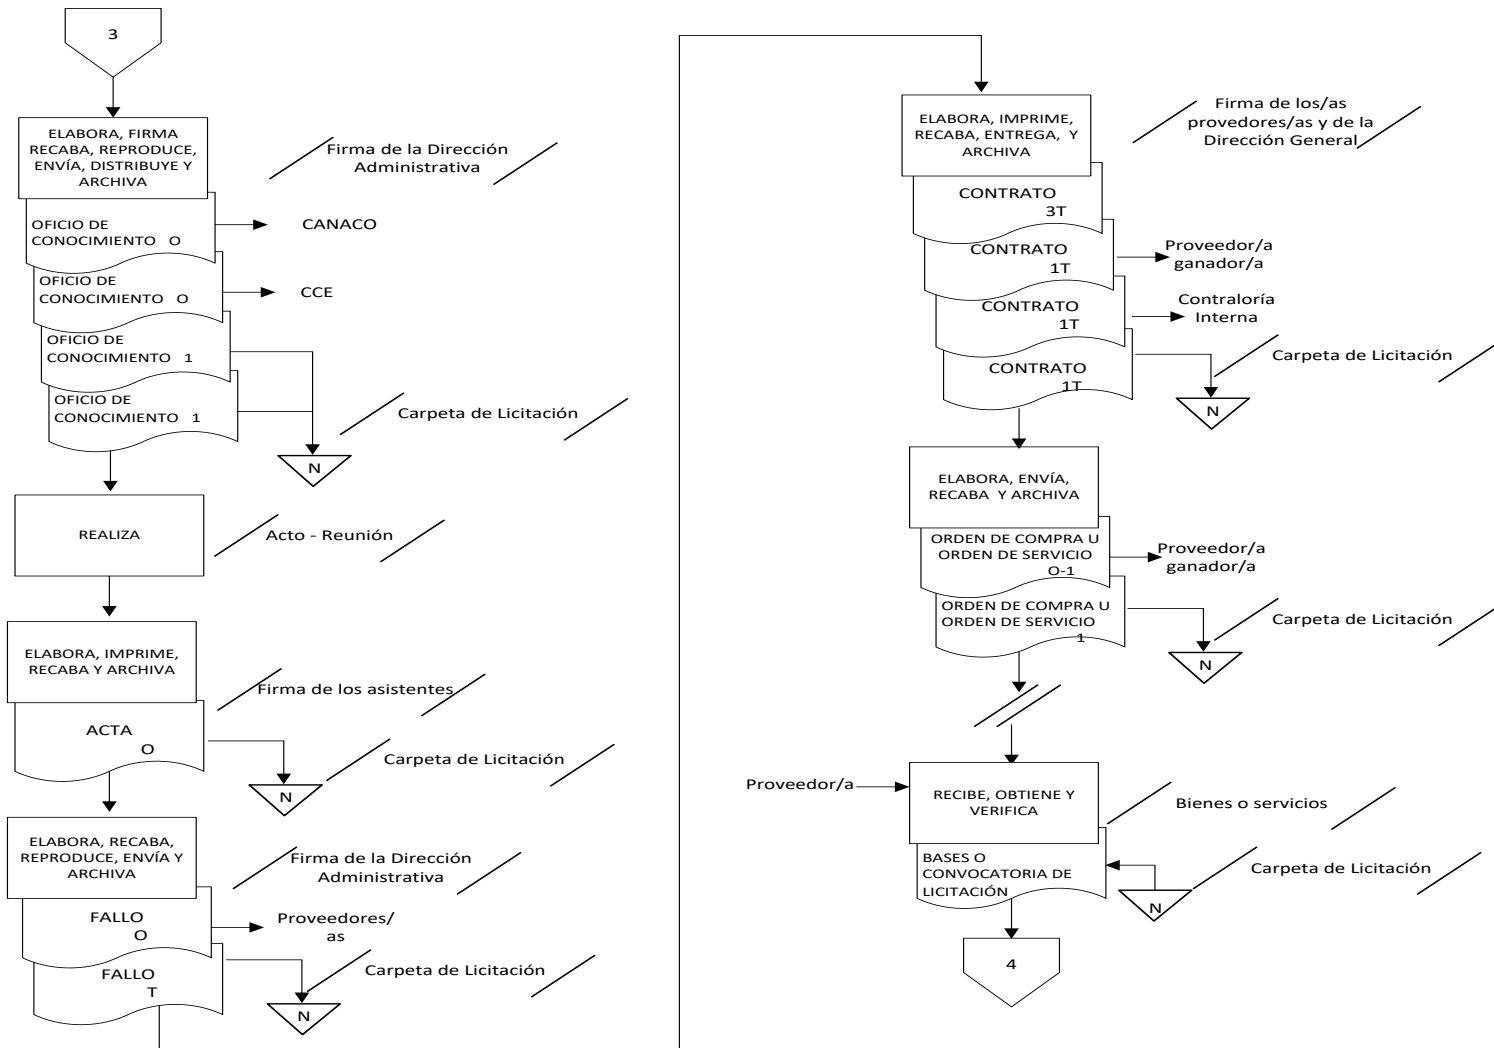 3
ELABORA, FIRMA
RECABA, REPRODUCE,
ENVÍA, DISTRIBUYE Y
ARCHIVA
Firma de la Dirección
Administrativa
OFICIO DE
CONOCIMIENTO O
CANACO
OFICIO DE
CONOCIMIENTO O
CCE
OFICIO DE
CONOCIMIENTO 1
OFICIO DE
CONOCIMIENTO 1
Carpeta de Licitación
N
REALIZA
Acto - Reunión
ELABORA, IMPRIME,
RECABA Y ARCHIVA
Firma de los asistentes
ACTA
O
Carpeta de Licitación
N
ELABORA, RECABA,
REPRODUCE, ENVÍA Y
ARCHIVA
Firma de la Dirección
Administrativa
FALLO
O
Proveedores/
as
FALLO
T
Carpeta de Licitación
N
ELABORA, IMPRIME,
RECABA, ENTREGA, Y
ARCHIVA
Firma de los/as
provedores/as y de la
Dirección General
CONTRATO
3T
CONTRATO
1T
Proveedor/a
ganador/a
CONTRATO
1T
Contraloría
Interna
CONTRATO
1T
Carpeta de Licitación
N
ELABORA, ENVÍA,
RECABA Y ARCHIVA
ORDEN DE COMPRA U
ORDEN DE SERVICIO
O-1
Proveedor/a
ganador/a
ORDEN DE COMPRA U
ORDEN DE SERVICIO
1
Carpeta de Licitación
N
Proveedor/a
RECIBE, OBTIENE Y
VERIFICA
Bienes o servicios
BASES O
CONVOCATORIA DE
LICITACIÓN
Carpeta de Licitación
N
4